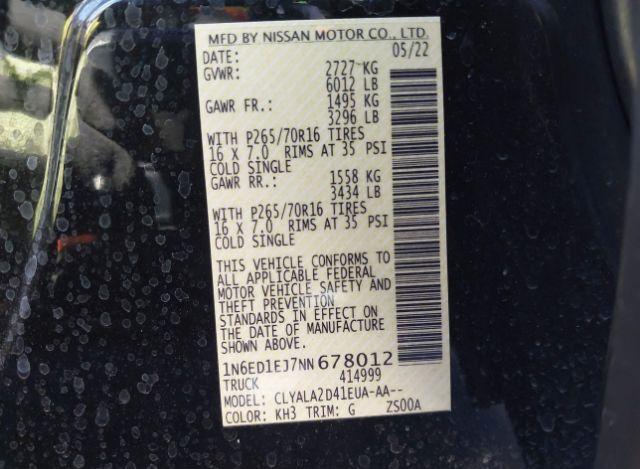 MFD BY NISSAN MOTOR CO., LTD.
DATE: 05/22
GVWR: 2727 KG
6012 LB
GAWR FR.: 1495 KG
3296 LB
WITH P265/70R16 TIRES
16 X 7.0 RIMS AT 35 PSI
COLD SINGLE
GAWR RR.: 1558 KG
3434 LB
WITH P265/70R16 TIRES
16 X 7.0 RIMS AT 35 PSI
COLD SINGLE
THIS VEHICLE CONFORMS TO
ALL APPLICABLE FEDERAL
MOTOR VEHICLE SAFETY AND
THEFT PREVENTION
STANDARDS IN EFFECT ON
THE DATE OF MANUFACTURE
SHOWN ABOVE.
1N6ED1EJ7NN678012
TRUCK 414999
MODEL: CLYALA2D41EUA-AA--
COLOR: KH3 TRIM: G ZS00A